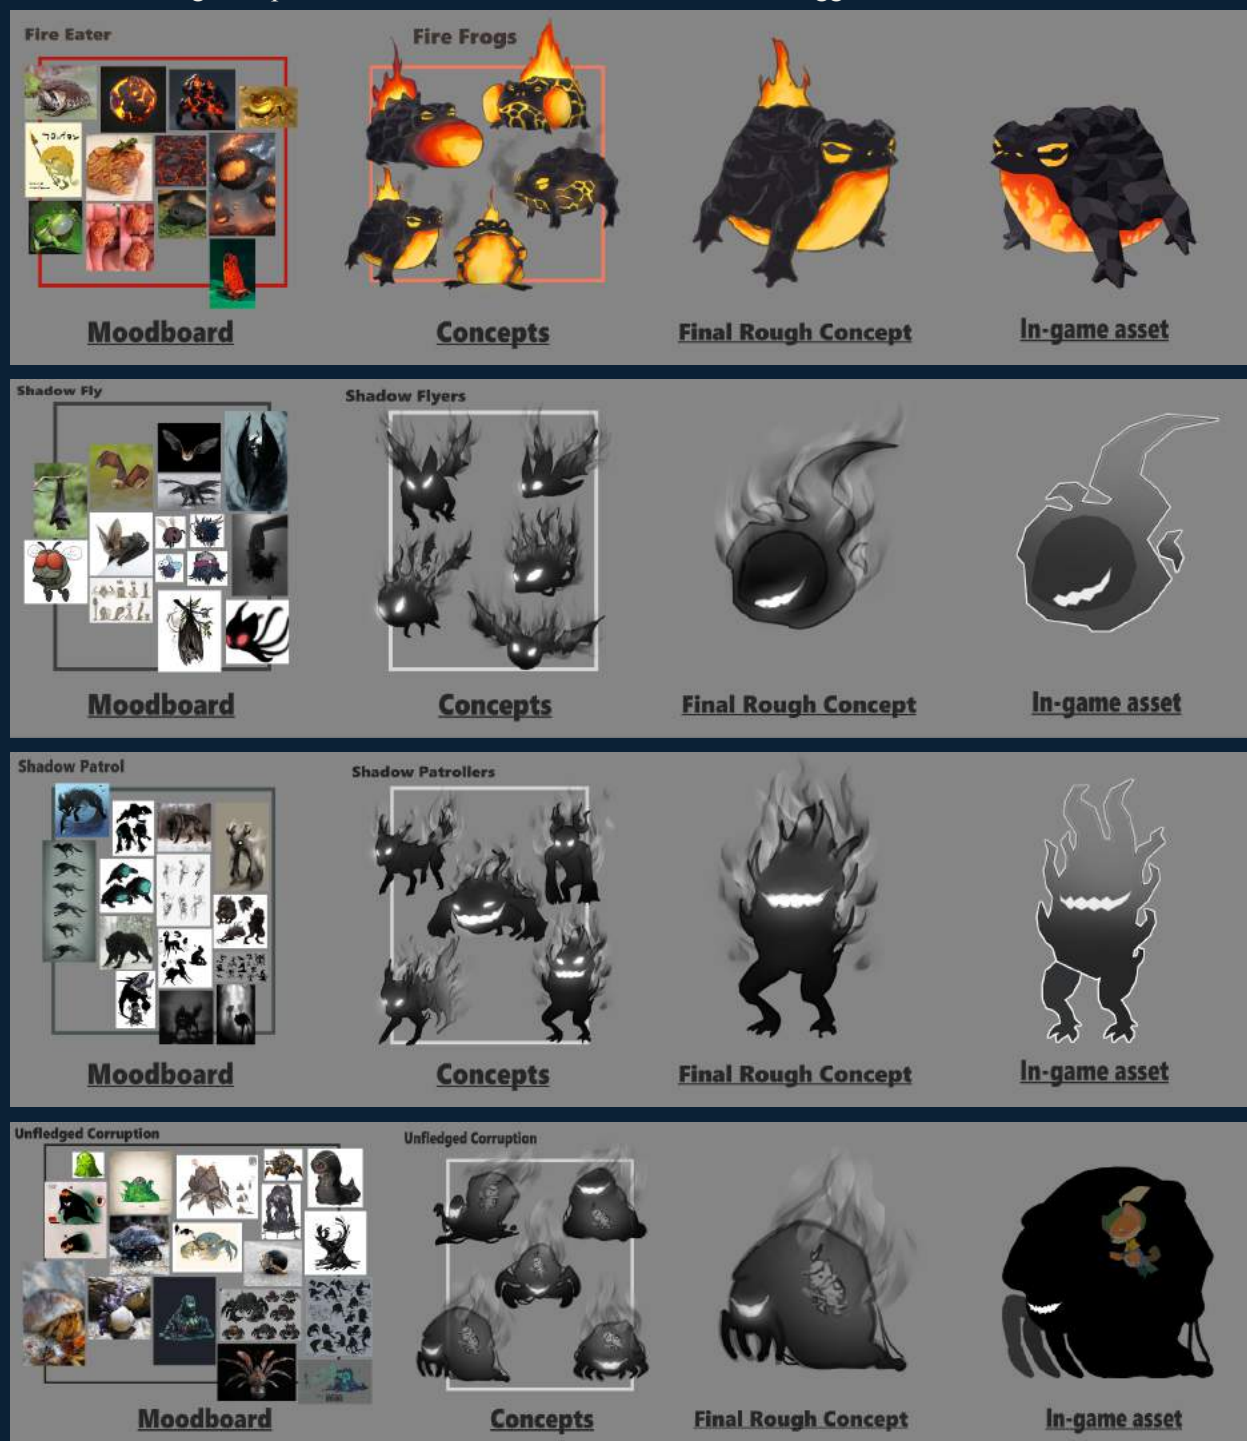 Fire Eater
Fire Frogs
Moodboard
Concepts
Final Rough Concept
In-game asset
Shadow Fly
Shadow Flyers
Moodboard
Concepts
Final Rough Concept
In-game asset
Shadow Patrol
Shadow Patrollers
Moodboard
Concepts
Final Rough Concept
In-game asset
Unfledged Corruption
Unfledged Corruption
Moodboard
Concepts
Final Rough Concept
In-game asset